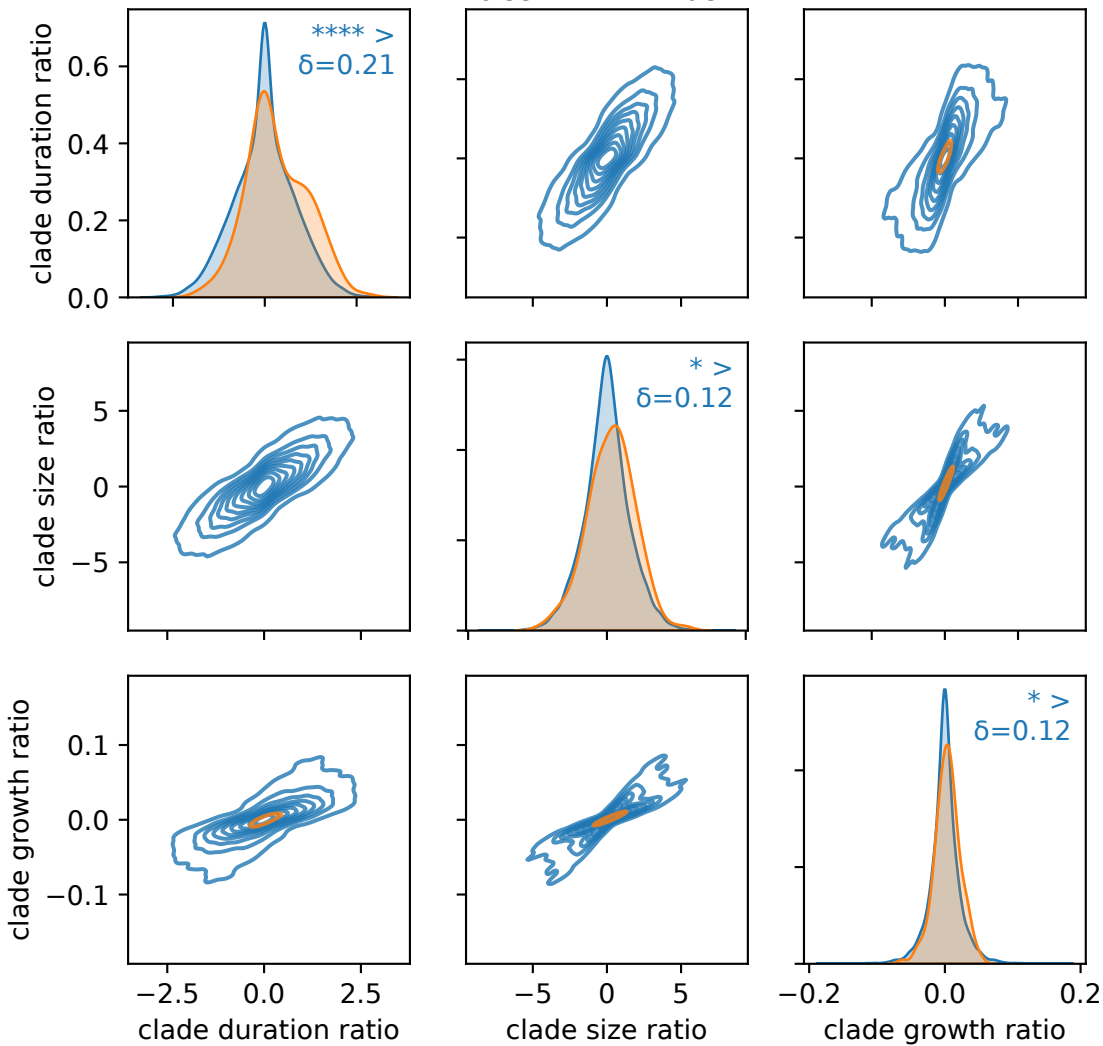 clade duration ratio
0.6
0.4
0.2
0.0
**** >
δ=0.21
clade size ratio
5
0
−5
* >
δ=0.12
clade growth ratio
0.1
0.0
−0.1
* >
δ=0.12
−2.5 0.0 2.5
−5 0 5
−0.2 0.0 0.2
clade duration ratio
clade size ratio
clade growth ratio